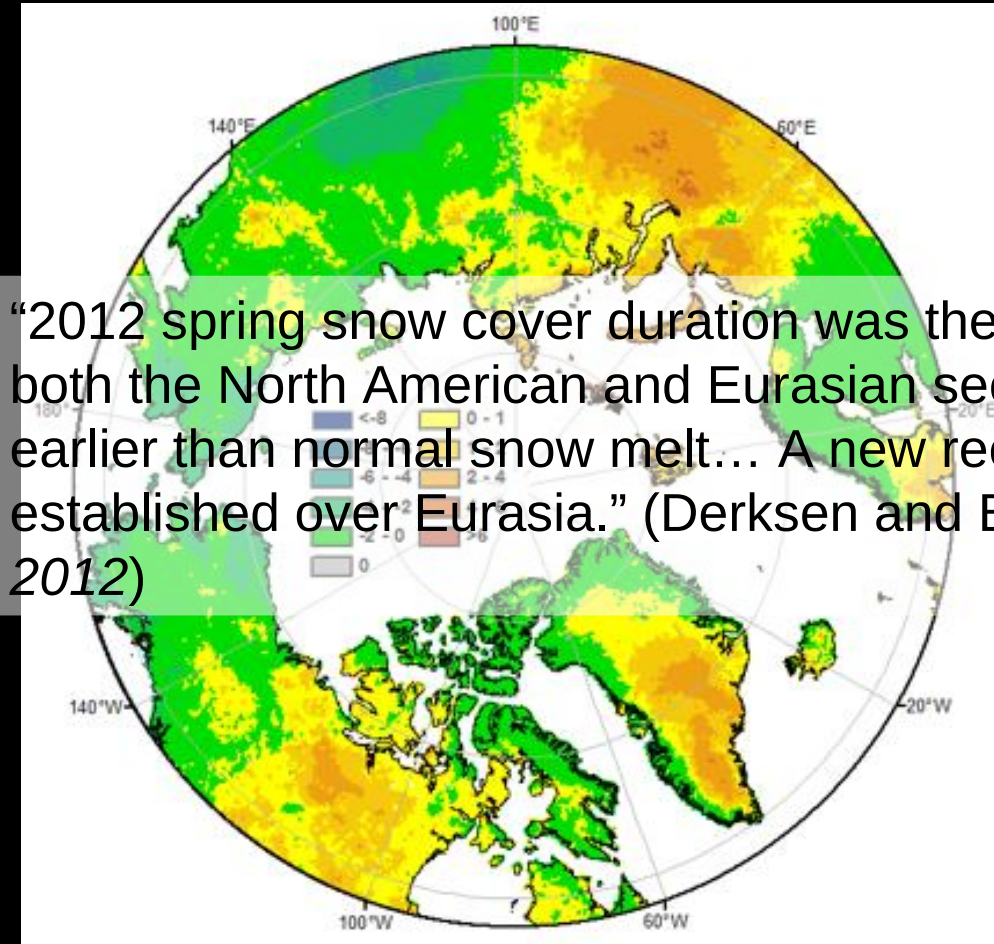 100°E
140°E
60°E
“2012 spring snow cover duration was the
both the North American and Eurasian
180°
<-8
0 - 1
20°E
earlier than normal snow melt… A new
-6 - -4
2 - 4
established over Eurasia.” (Derksen and
-2 - 0
>6
2012)
0
140°W
20°W
100°W
60°W